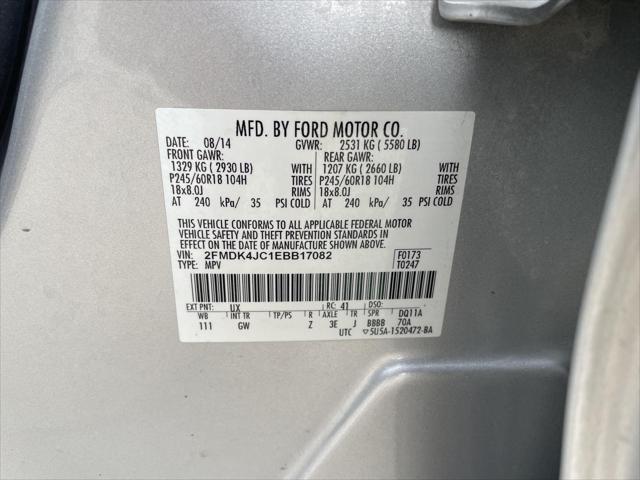 MFD. BY FORD MOTOR CO.
DATE: 08/14 GVWR: 2531 KG ( 5580 LB)
FRONT GAWR: REAR GAWR:
1329 KG ( 2930 LB) WITH 1207 KG ( 2660 LB) WITH
P245/60R18 104H TIRES P245/60R18 104H TIRES
18x8.0J RIMS 18x8.0J RIMS
AT 240 kPa/ 35 PSI COLD AT 240 kPa/ 35 PSI COLD
THIS VEHICLE CONFORMS TO ALL APPLICABLE FEDERAL MOTOR
VEHICLE SAFETY AND THEFT PREVENTION STANDARDS IN
EFFECT ON THE DATE OF MANUFACTURE SHOWN ABOVE.
VIN: 2FMDK4JC1EBB17082 F0173
TYPE: MPV T0247
EXT PNT: UX RC: 41 DSO:
WB INT TR TP/PS R AXLE TR SPR DQ11A
111 GW Z 3E J BBBB 70A
UTC ▽5U5A-1520472-BA